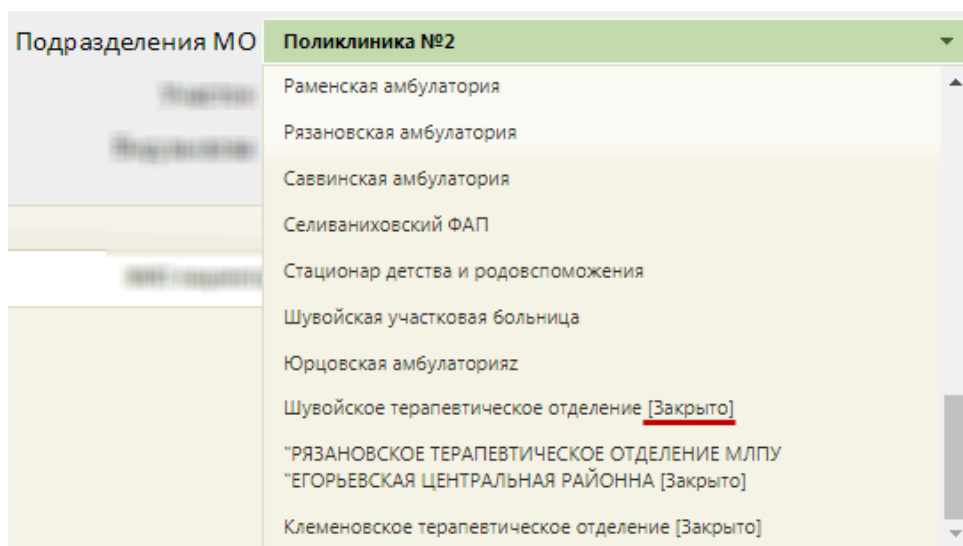 Подразделения МО Поликлиника №2
Раменская амбулатория
Рязановская амбулатория
Саввинская амбулатория
Селиваниховский ФАП
Стационар детства и родовспоможения
Шувойская участковая больница
Юрцовская амбулаторияz
Шувойское терапевтическое отделение [Закрыто]
"РЯЗАНОВСКОЕ ТЕРАПЕВТИЧЕСКОЕ ОТДЕЛЕНИЕ МЛПУ
"ЕГОРЬЕВСКАЯ ЦЕНТРАЛЬНАЯ РАЙОННА [Закрыто]
Клеменовское терапевтическое отделение [Закрыто]